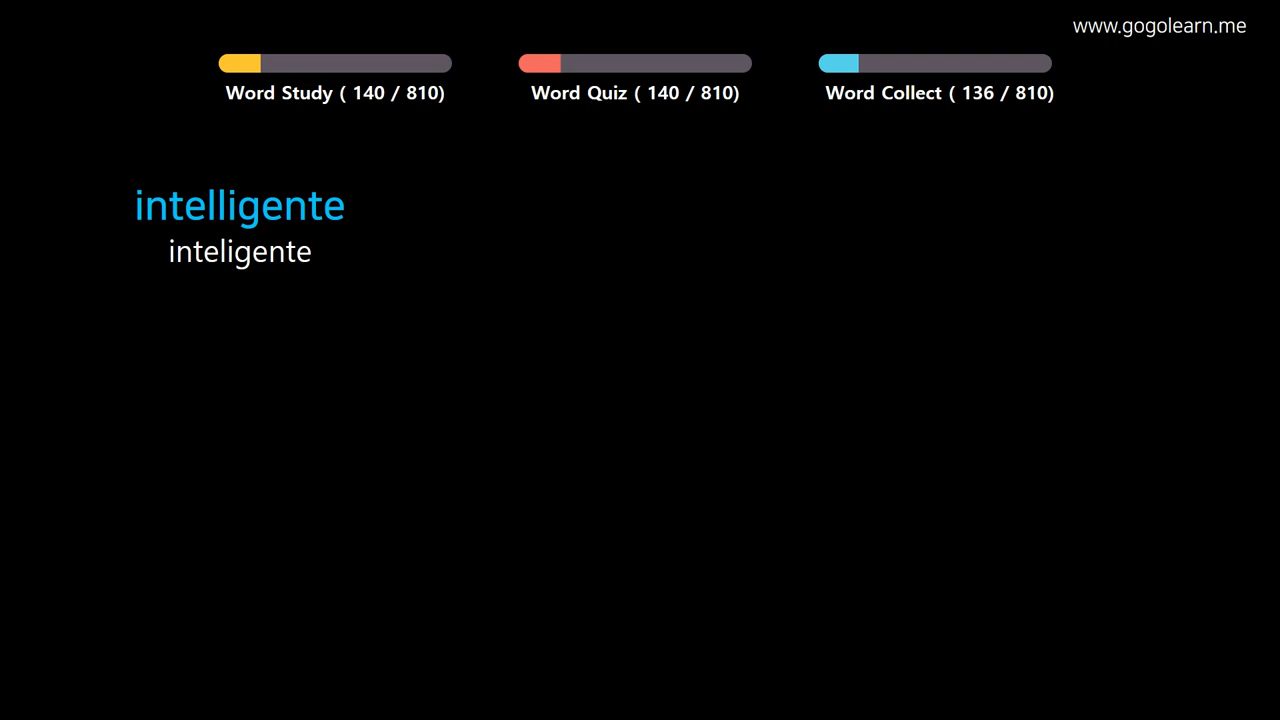 www.gogolearn.me
Word Study ( 140 / 810)
Word Quiz ( 140 / 810)
Word Collect ( 136 / 810)
intelligente
inteligente